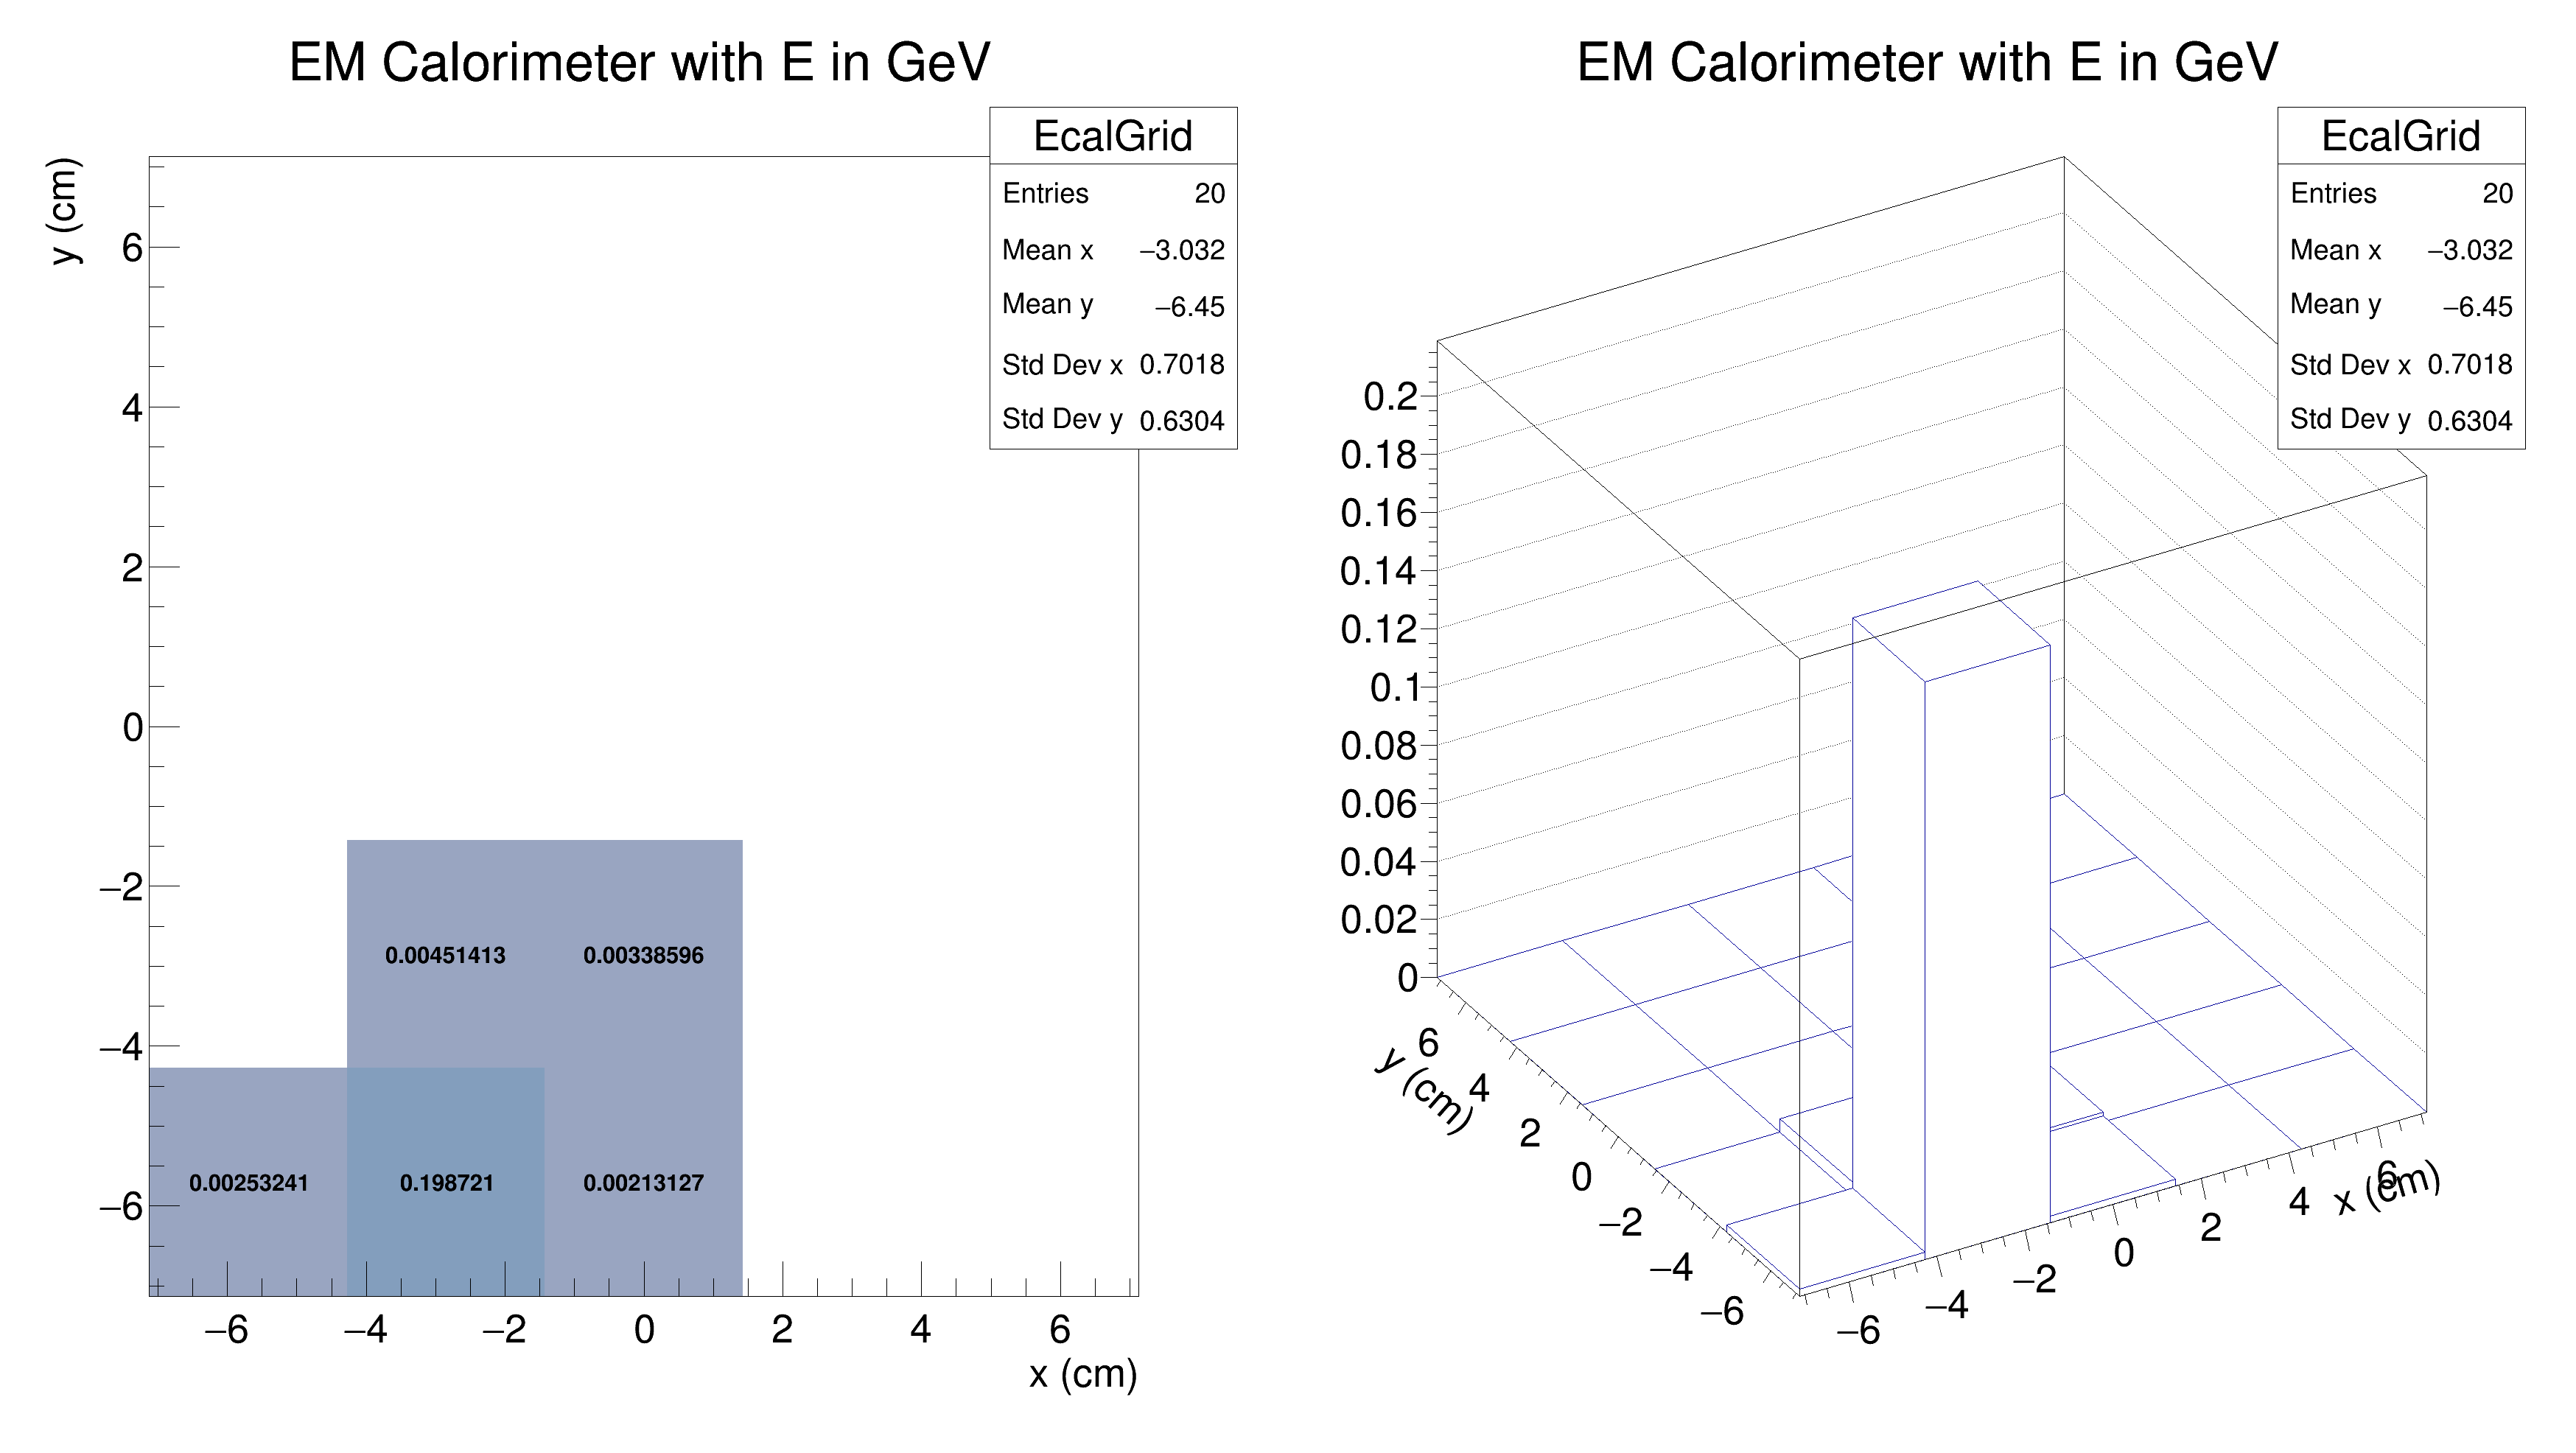 EM Calorimeter with E in GeV
EcalGrid
Entries 20
Mean x −3.032
Mean y −6.45
Std Dev x 0.7018
Std Dev y 0.6304
y (cm)
6
4
2
0
−2
−4
−6
0.00451413 0.00338596
0.00253241 0.198721 0.00213127
−6 −4 −2 0 2 4 6
x (cm)
EM Calorimeter with E in GeV
EcalGrid
Entries 20
Mean x −3.032
Mean y −6.45
Std Dev x 0.7018
Std Dev y 0.6304
0.2
0.18
0.16
0.14
0.12
0.1
0.08
0.06
0.04
0.02
0
y (cm)
6
4
2
0
−2
−4
−6
−6
−4
−2
0
2
4
6
x (cm)